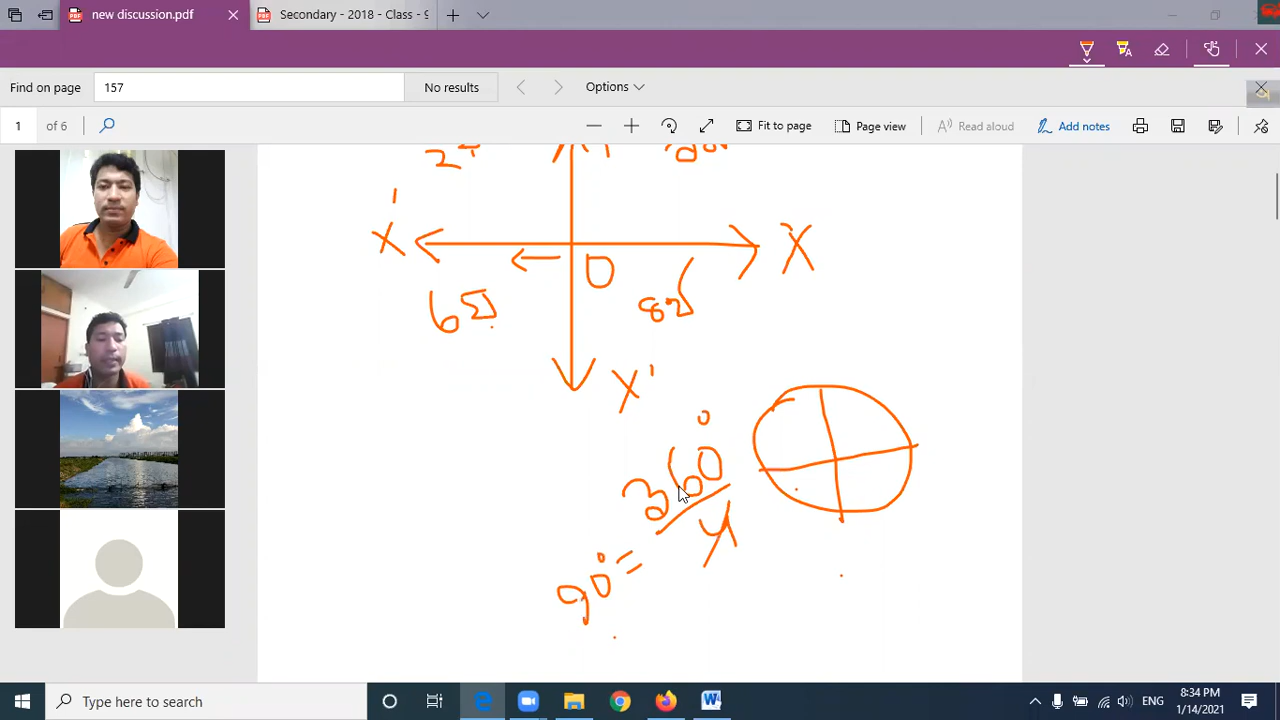 new discussion.pdf
Secondary - 2018 - Class - 9
Find on page
157
No results
Options
1
of 6
Fit to page
Page view
Read aloud
Add notes
X'
O
X
X'
360°
4
90° =
Type here to search
ENG
8:34 PM
1/14/2021